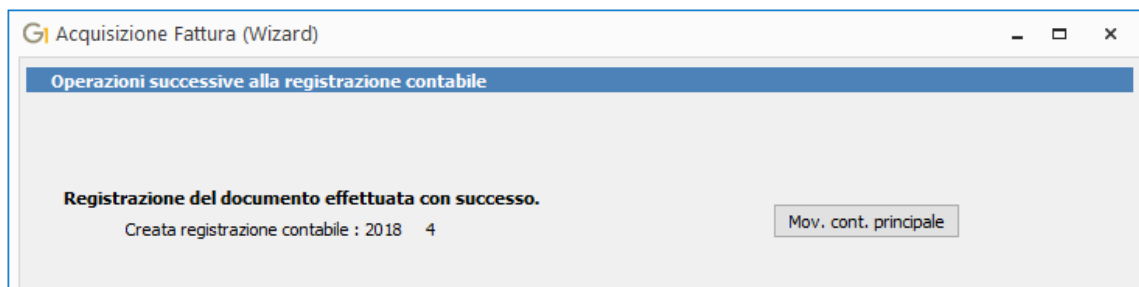 G1 Acquisizione Fattura (Wizard)
Operazioni successive alla registrazione contabile
Registrazione del documento effettuata con successo.
Creata registrazione contabile : 2018 4
Mov. cont. principale